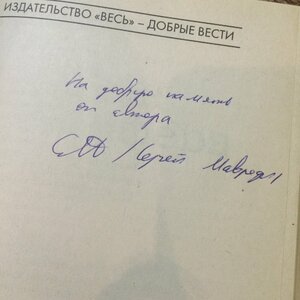 ИЗДАТЕЛЬСТВО «ВЕСЬ» – ДОБРЫЕ ВЕСТИ
На добрую память
от автора
/Сергей Мавроди/